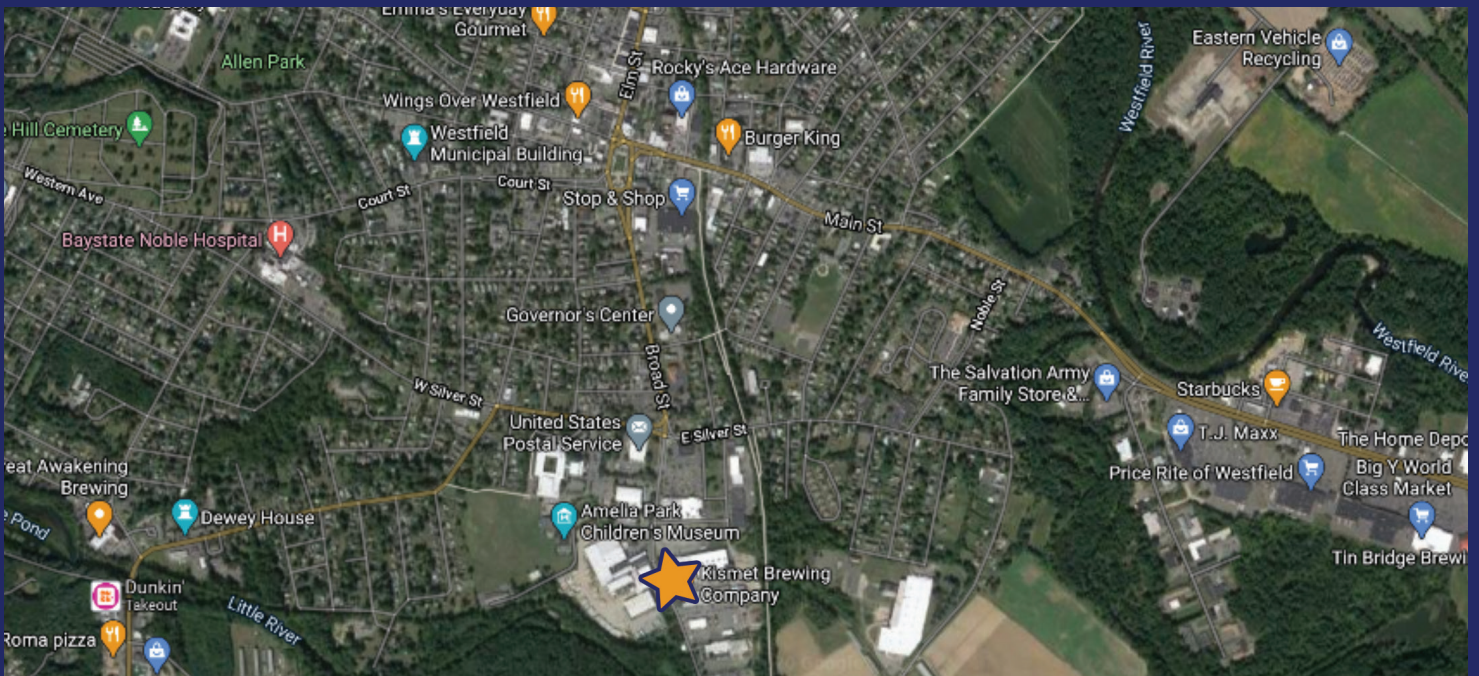 Academy
Emma's Everyday
Gourmet
Allen Park
Elm St
Rocky's Ace Hardware
Eastern Vehicle
Recycling
Westfield River
Wings Over Westfield
e Hill Cemetery
Westfield
Municipal Building
Burger King
Western Ave
Court St
Court St
Stop & Shop
Main St
Baystate Noble Hospital
H
Noble St
Governor's Center
Westfield Rive
Broad St
The Salvation Army
Family Store &...
Starbucks
W Silver St
United States
Postal Service
E Silver St
T.J. Maxx
The Home Depo
Price Rite of Westfield
Big Y World
Class Market
reat Awakening
Brewing
Dewey House
Amelia Park
Children's Museum
e Pond
Tin Bridge Brewi
Kismet Brewing
Company
Dunkin'
Takeout
Little River
Roma pizza